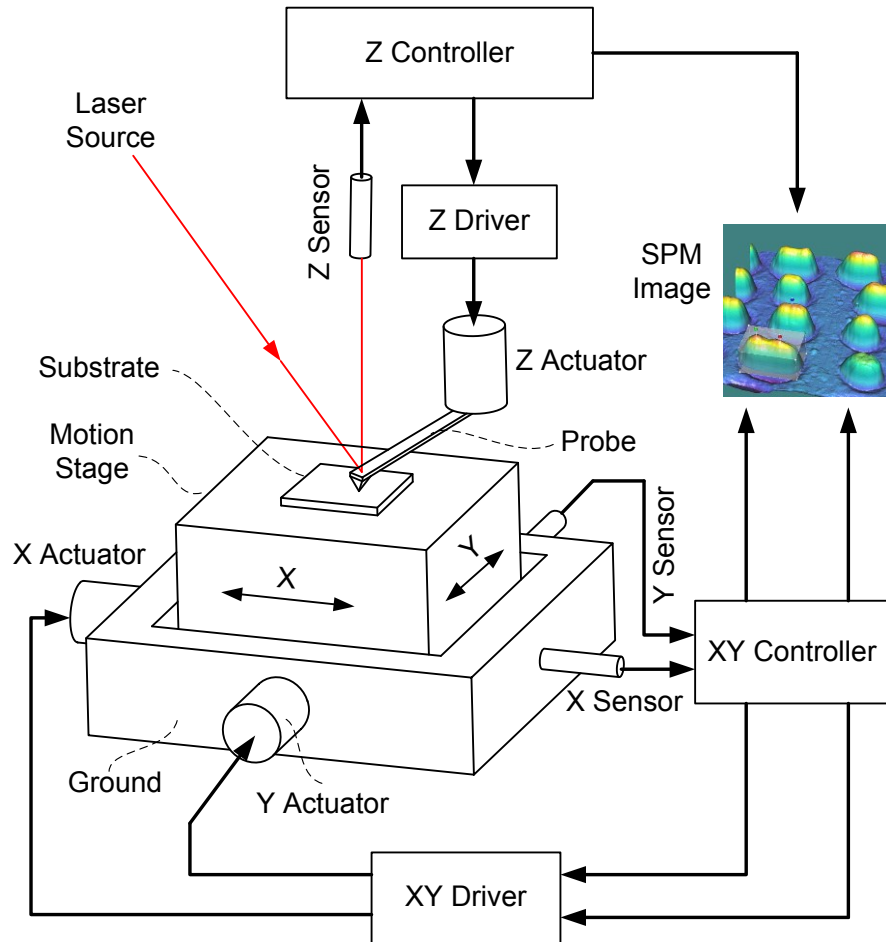 Z Controller
Laser
Source
Z Sensor
Z Driver
SPM
Image
Z Actuator
Substrate
Probe
Motion
Stage
Y Sensor
X Actuator
Y
X
XY Controller
X Sensor
Ground
Y Actuator
XY Driver